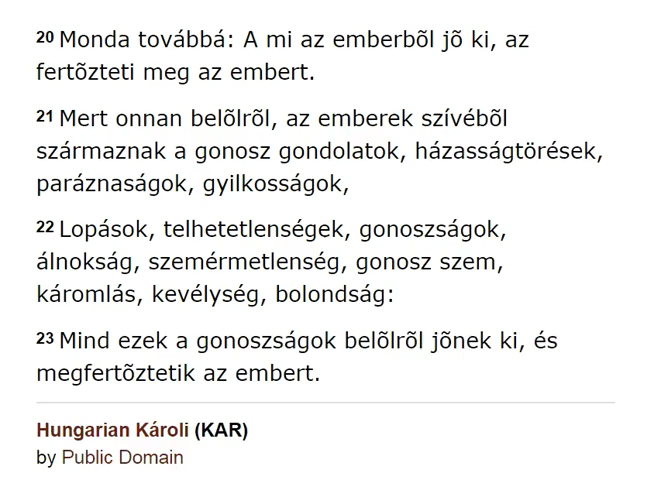 20 Monda továbbá: A mi az emberbõl jõ ki, az
fertõzteti meg az embert.
21 Mert onnan belõlrõl, az emberek szívébõl
származnak a gonosz gondolatok, házasságtörések,
paráznaságok, gyilkosságok,
22 Lopások, telhetetlenségek, gonoszságok,
álnokság, szemérmetlenség, gonosz szem,
káromlás, kevélység, bolondság:
23 Mind ezek a gonoszságok belõlrõl jõnek ki, és
megfertõztetik az embert.
Hungarian Károli (KAR)
by Public Domain